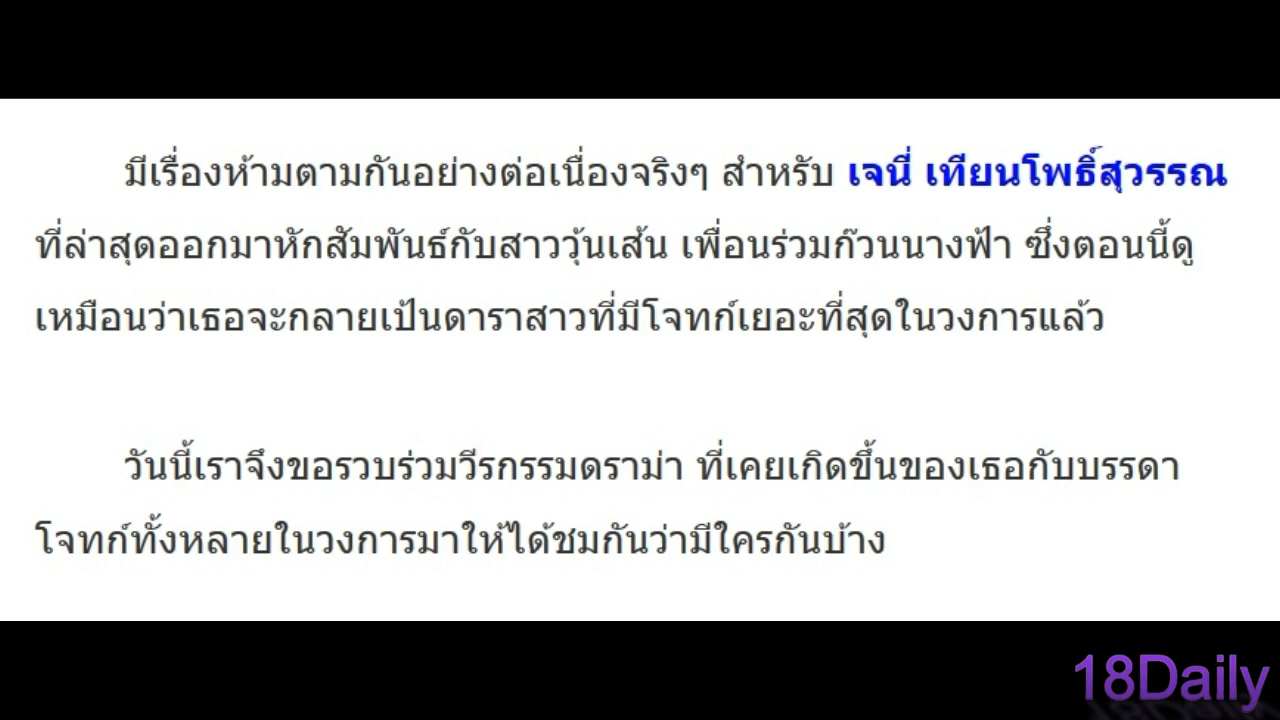 มีเรื่องห้ามตามกันอย่างต่อเนื่องจริงๆ สำหรับ เจนี่ เทียนโพธิ์สุวรรณ
ที่ล่าสุดออกมาหักสัมพันธ์กับสาววุ้นเส้น เพื่อนร่วมก๊วนนางฟ้า ซึ่งตอนนี้ดู
เหมือนว่าเธอจะกลายเป็นดาราสาวที่มีโจทก์เยอะที่สุดในวงการแล้ว
วันนี้เราจึงขอรวบร่วมวีรกรรมดราม่า ที่เคยเกิดขึ้นของเธอกับบรรดา
โจทก์ทั้งหลายในวงการมาให้ได้ชมกันว่ามีใครกันบ้าง
18Daily